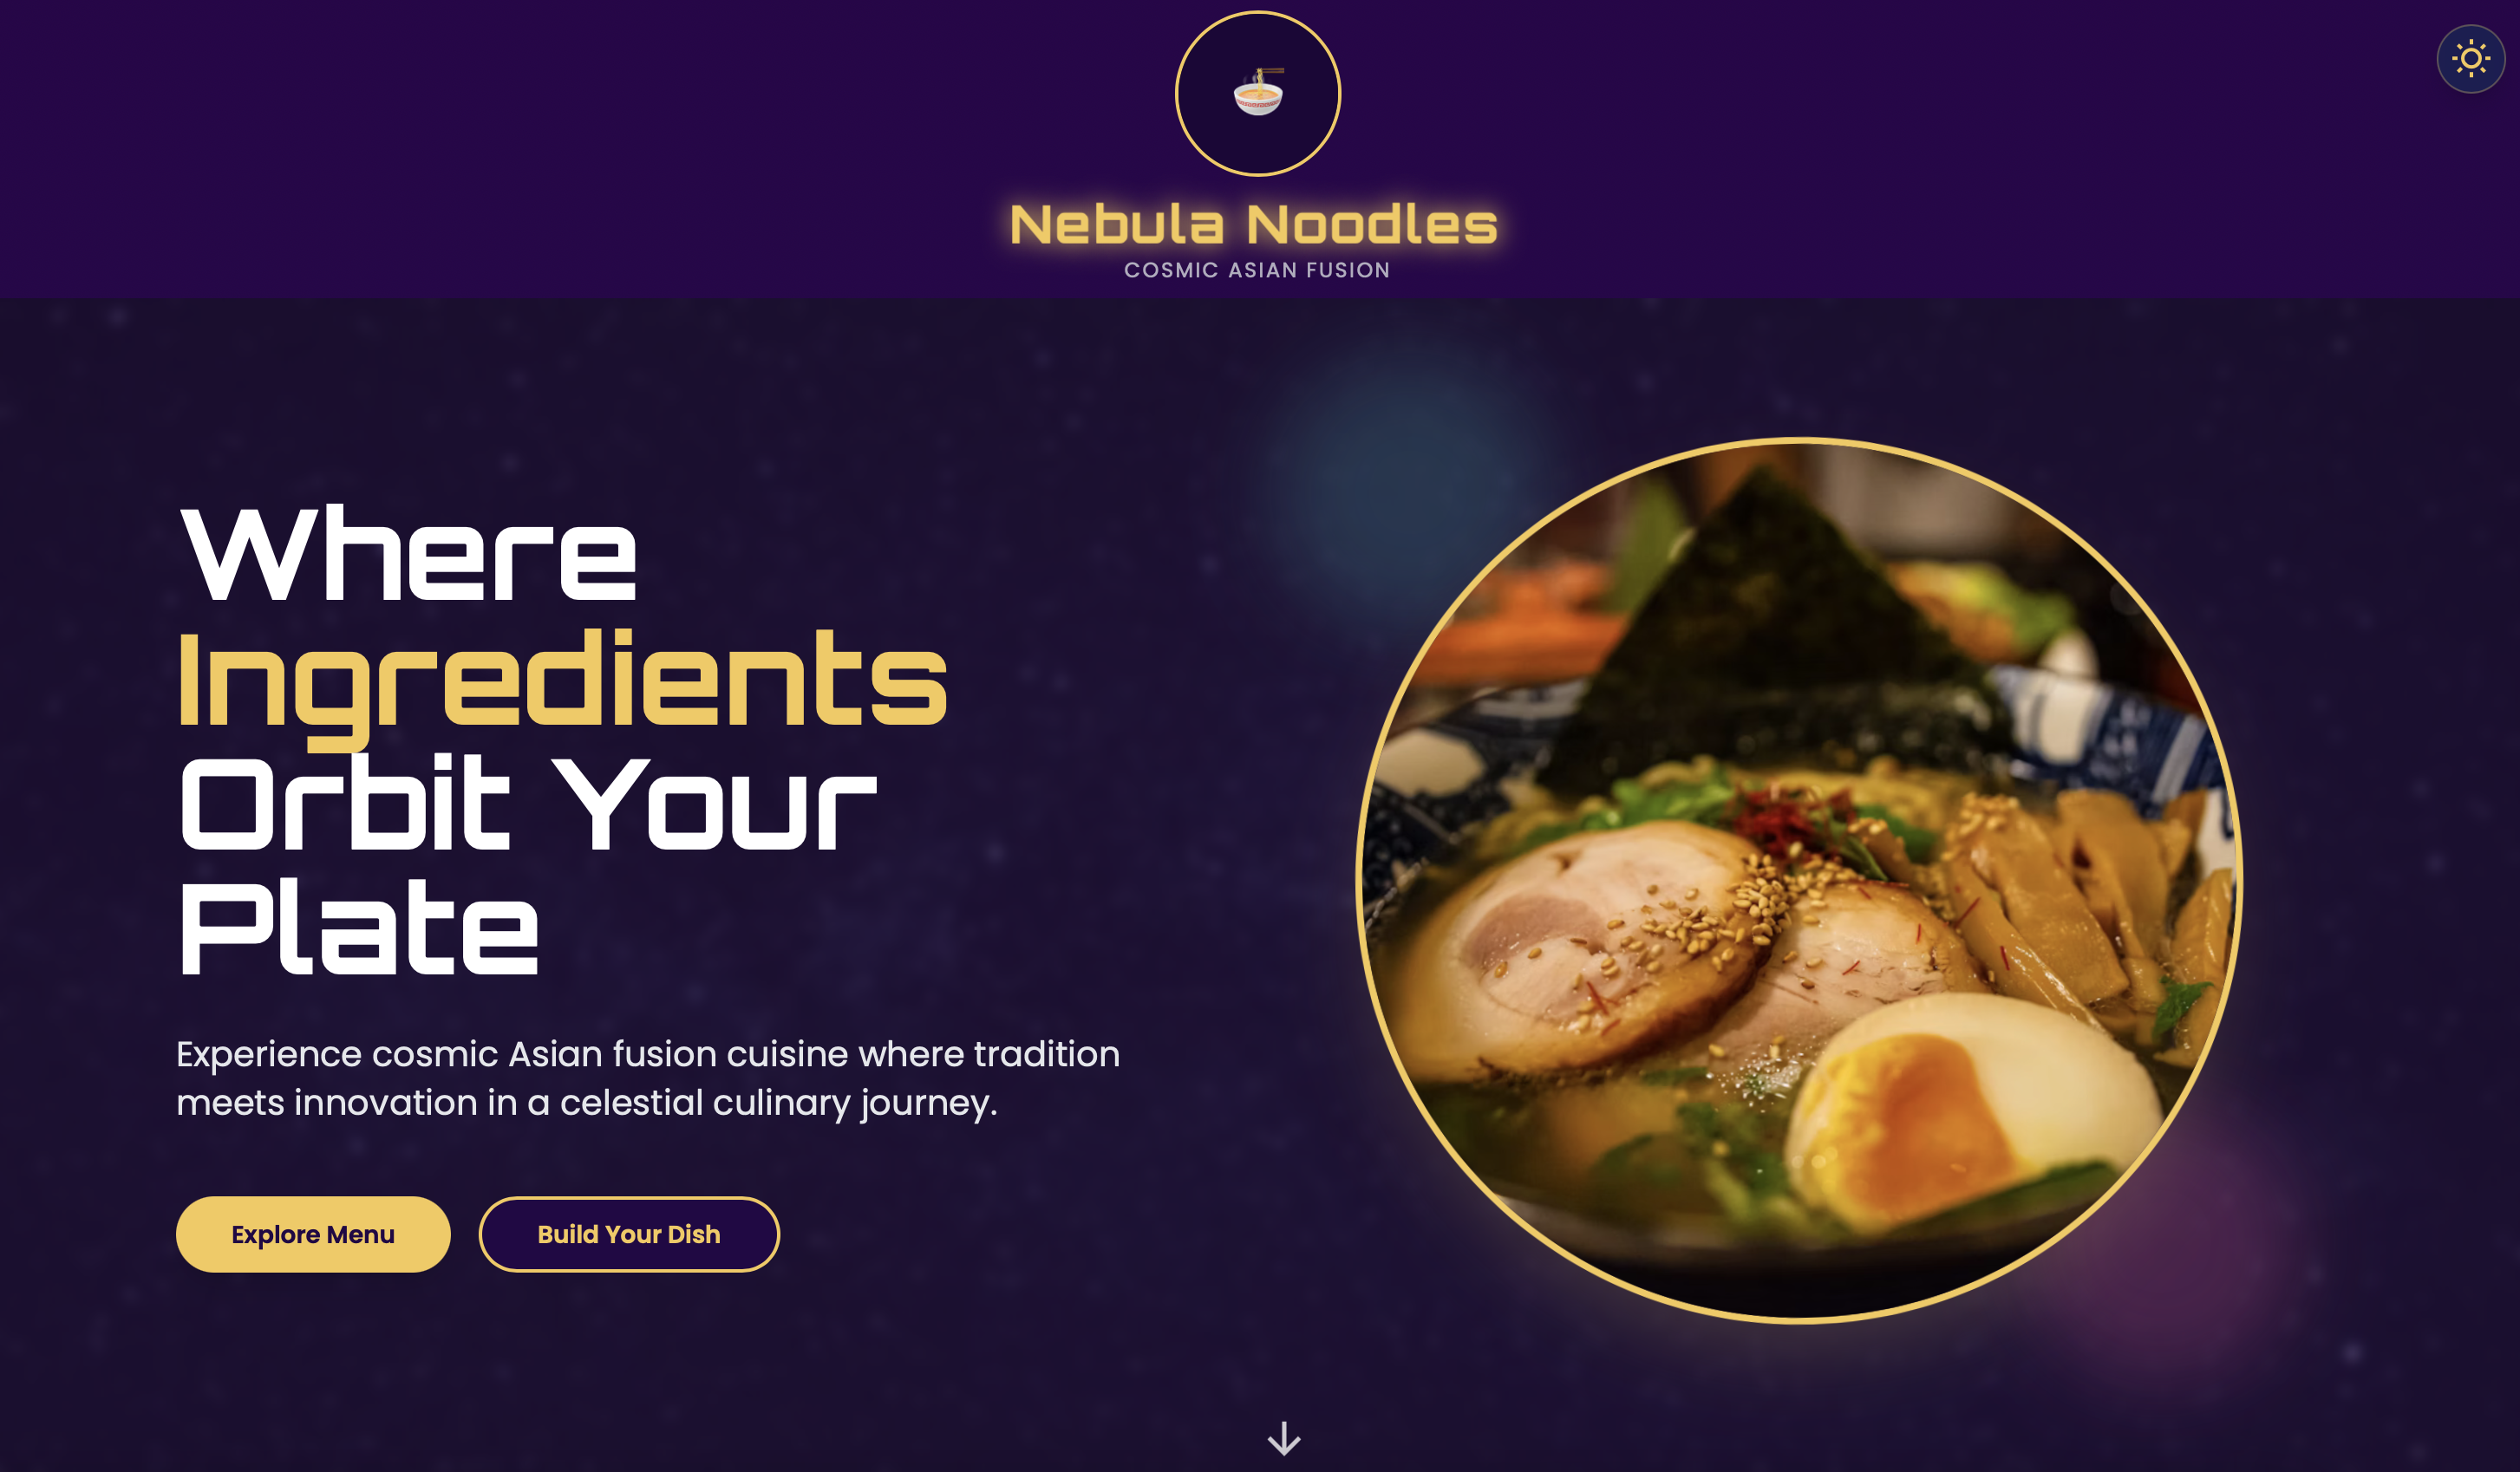 Nebula Noodles
COSMIC ASIAN FUSION
Where
Ingredients
Orbit Your
Plate
Experience cosmic Asian fusion cuisine where tradition
meets innovation in a celestial culinary journey.
Explore Menu
Build Your Dish